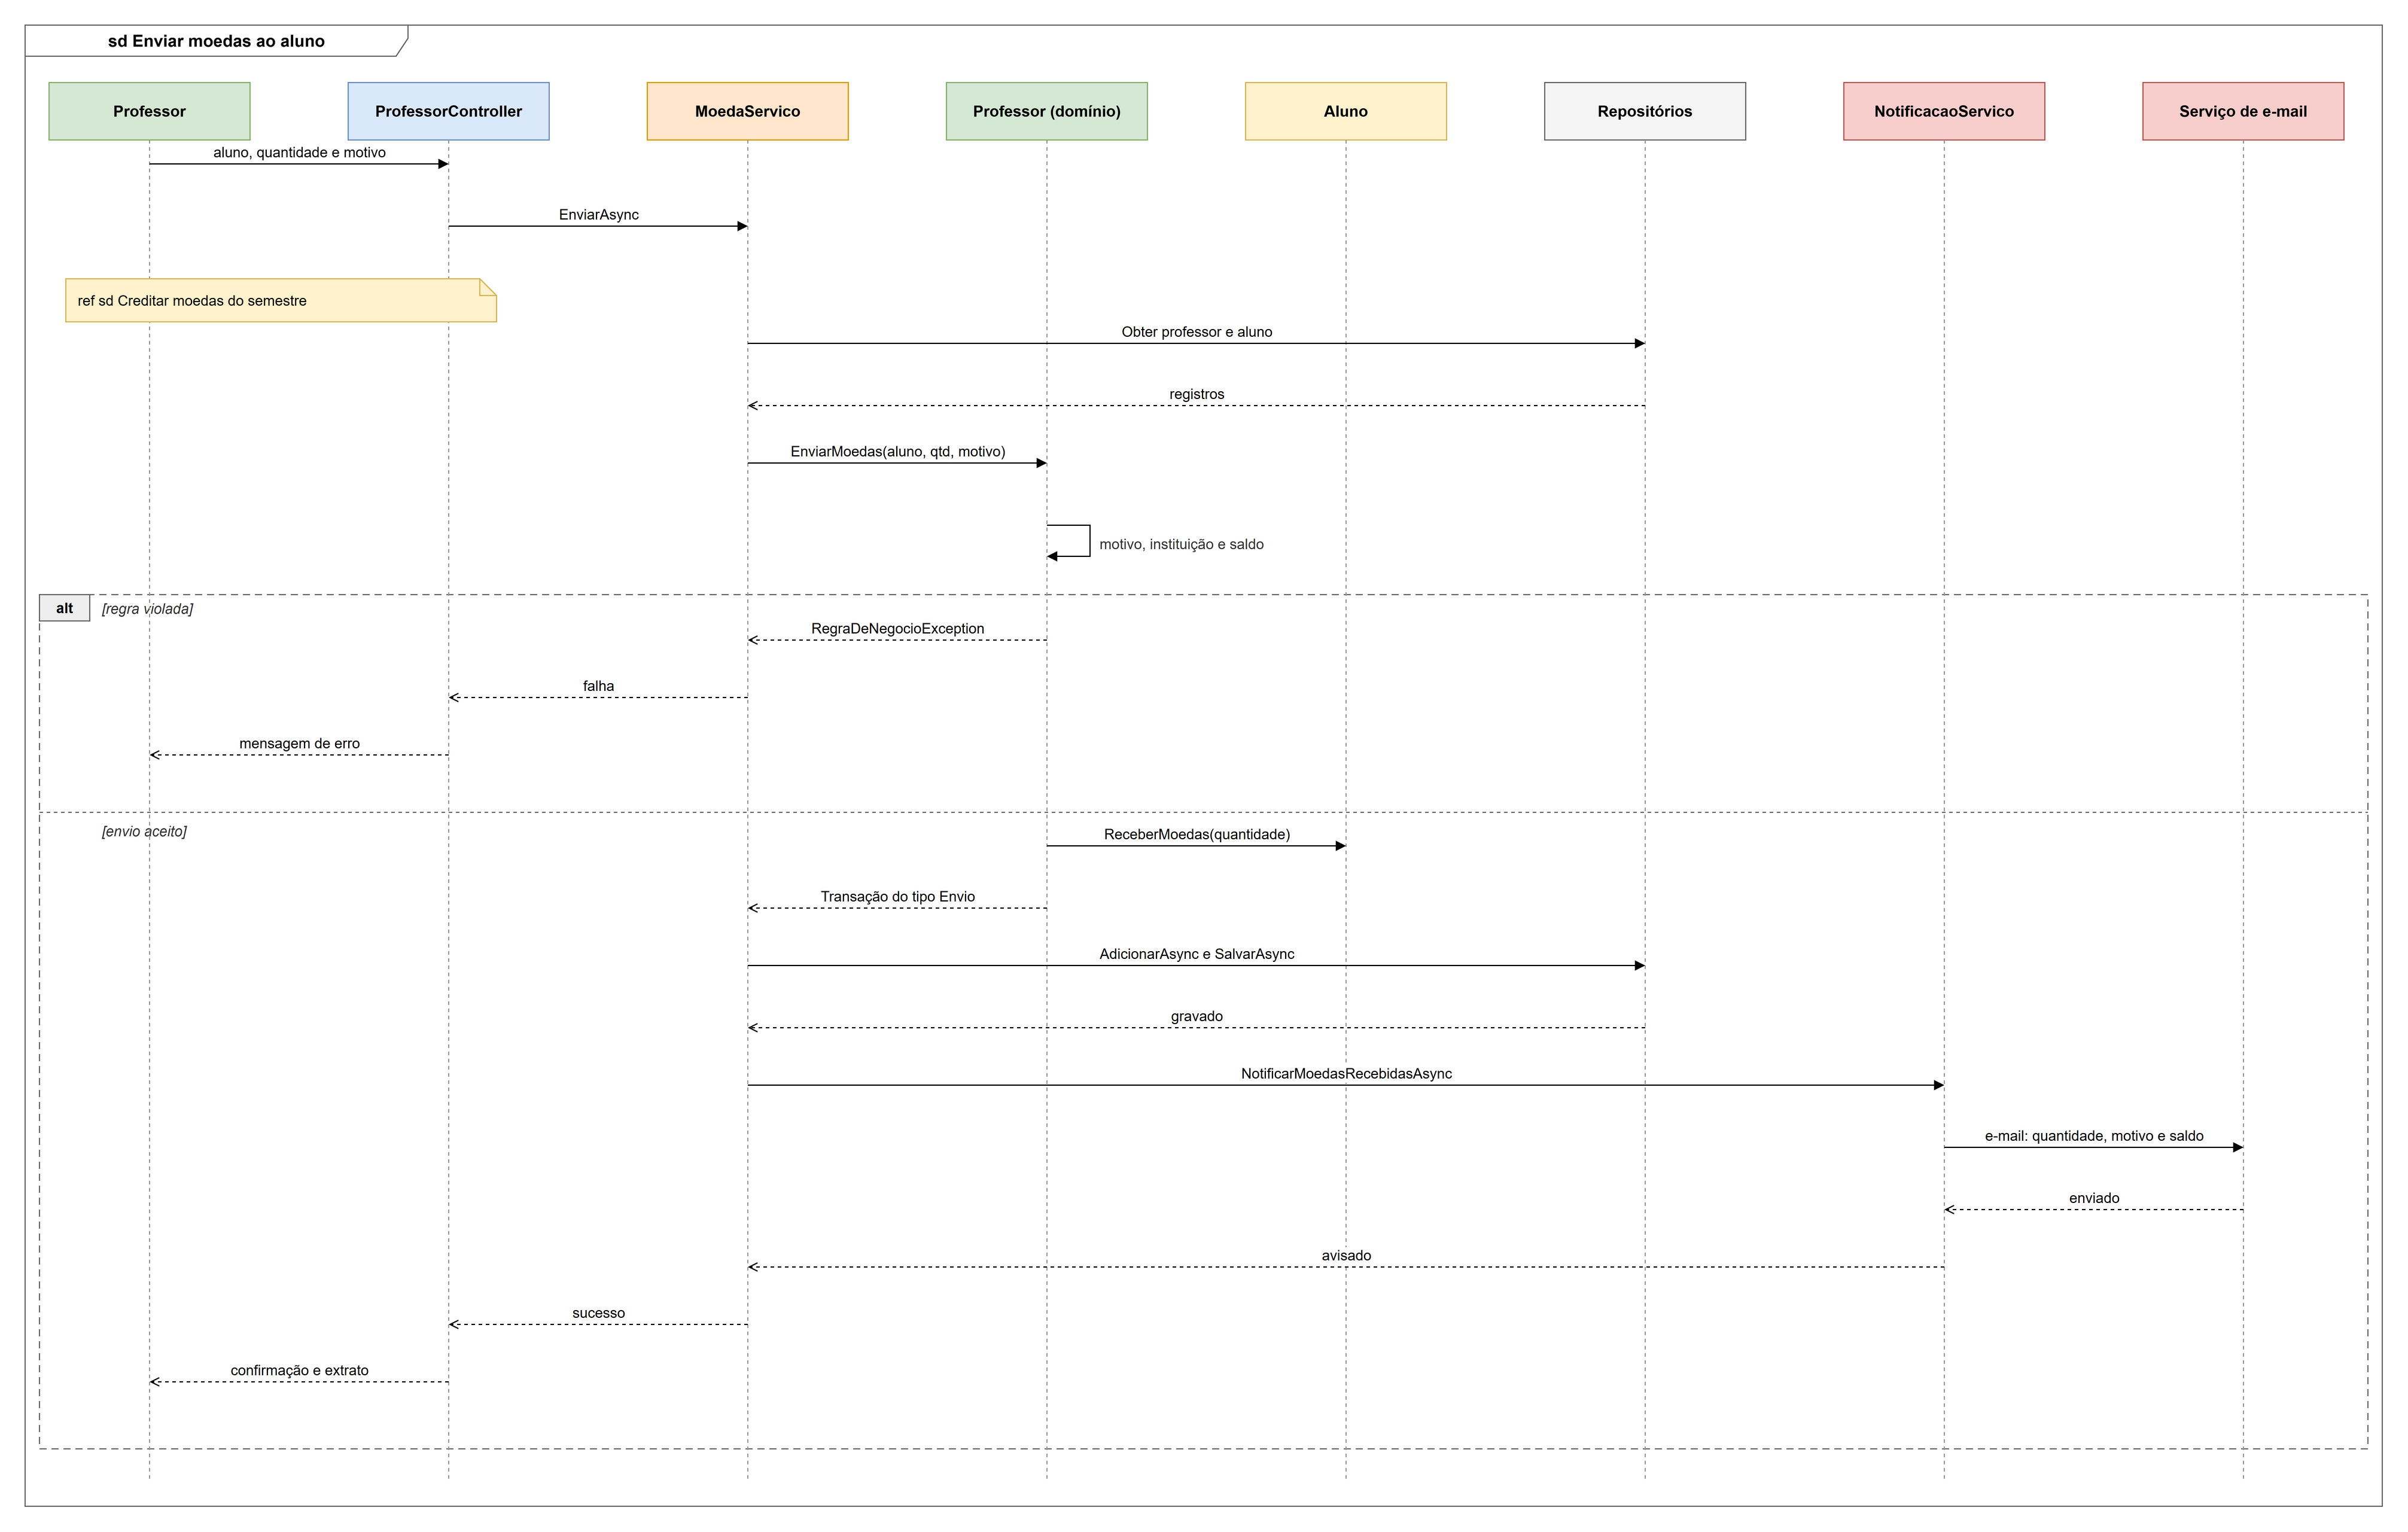 sd Enviar moedas ao aluno
Professor
ProfessorController
MoedaServico
Professor (domínio)
Aluno
Repositórios
NotificacaoServico
Serviço de e-mail
aluno, quantidade e motivo
EnviarAsync
ref sd Creditar moedas do semestre
Obter professor e aluno
registros
EnviarMoedas(aluno, qtd, motivo)
motivo, instituição e saldo
alt
[regra violada]
RegraDeNegocioException
falha
mensagem de erro
[envio aceito]
ReceberMoedas(quantidade)
Transação do tipo Envio
AdicionarAsync e SalvarAsync
gravado
NotificarMoedasRecebidasAsync
e-mail: quantidade, motivo e saldo
enviado
avisado
sucesso
confirmação e extrato